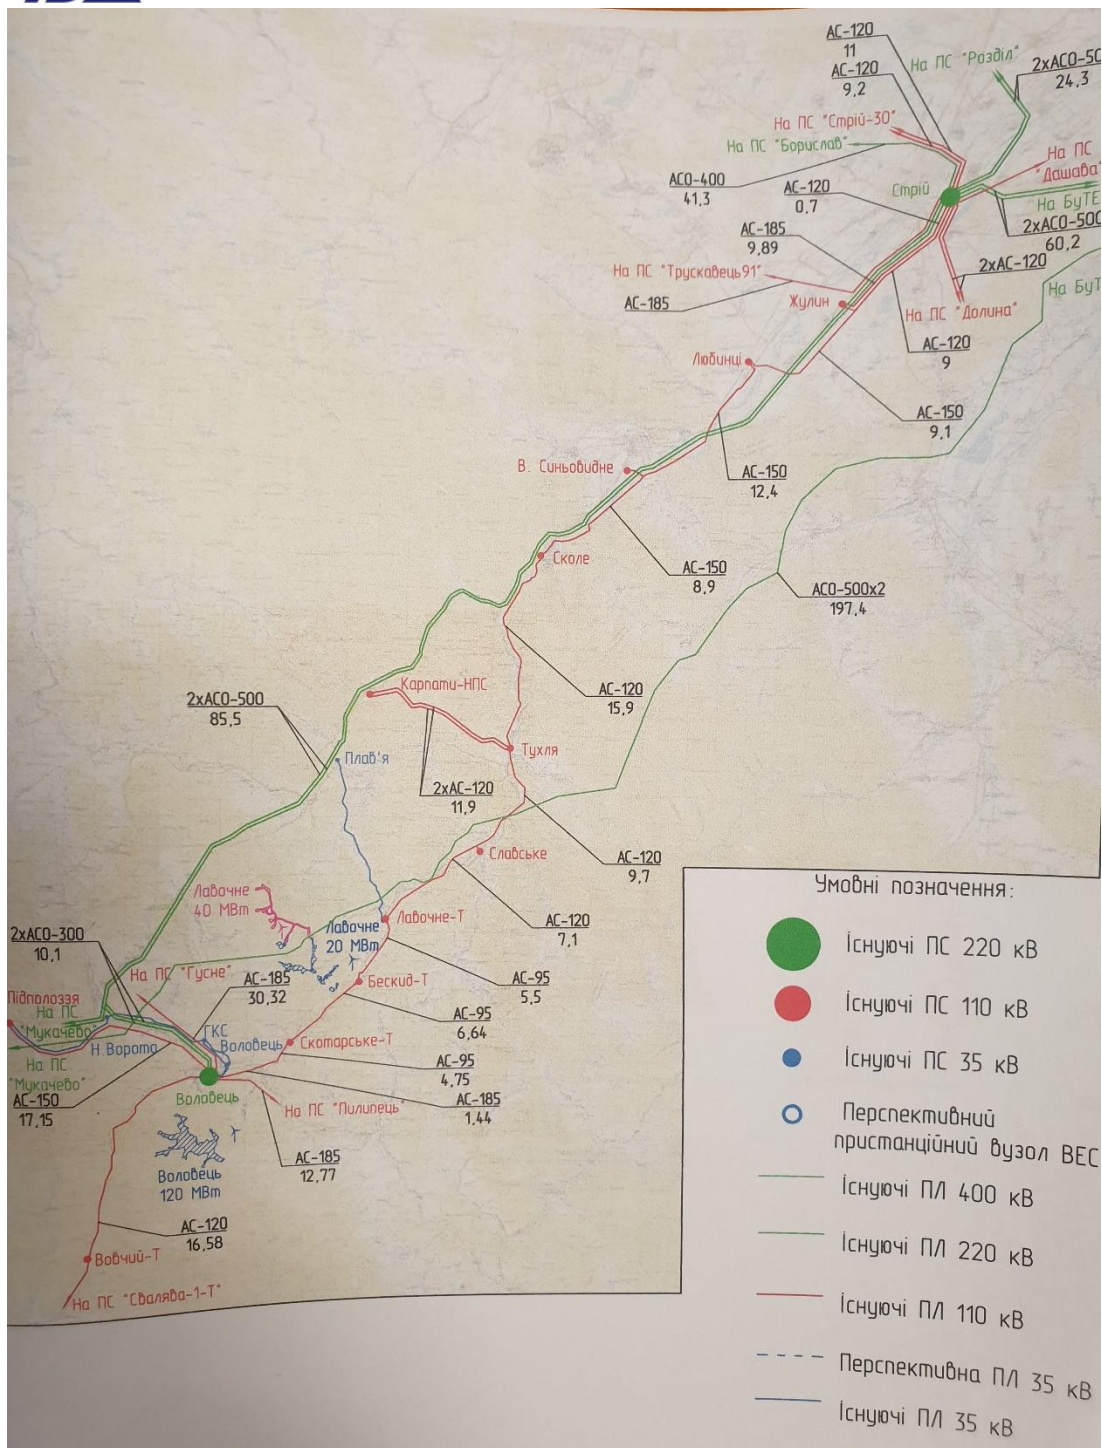 АС-120
11
АС-120
9,2
На ПС "Розділ"
2хАСО-50
24,3
На ПС "Стрій-30"
На ПС "Борислав"
АСО-400
41,3
АС-120
0,7
Стрій
На ПС
"Дашава"
На БуТЕ
2хАСО-500
60,2
АС-185
9,89
На ПС "Трускавець91"
АС-185
2хАС-120
На БуТ
Жулин
На ПС "Долина"
АС-120
9
Любинці
АС-150
9,1
В. Синьовидне
АС-150
12,4
Сколе
АС-150
8,9
АСО-500х2
197,4
Карпати-НПС
2хАСО-500
85,5
АС-120
15,9
Тухля
Плав'я
2хАС-120
11,9
Славське
АС-120
9,7
Лавочне
40 МВт
Лавочне
20 МВт
Лавочне-Т
АС-120
7,1
2хАСО-300
10,1
На ПС "Гусне"
АС-185
30,32
Бескид-Т
АС-95
5,5
Підполоззя
На ПС
"Мукачево"
Н.Ворота
ГКС
Воловець
Скотарське-Т
АС-95
6,64
На ПС
"Мукачево"
АС-95
4,75
АС-150
17,15
Воловець
На ПС "Пилипець"
АС-185
1,44
Воловець
120 МВт
АС-185
12,77
АС-120
16,58
Вовчий-Т
На ПС "Свалява-1-Т"
Умовні позначення:
Існуючі ПС 220 кВ
Існуючі ПС 110 кВ
Існуючі ПС 35 кВ
Перспективний
пристанційний вузол ВЕС
Існуючі ПЛ 400 кВ
Існуючі ПЛ 220 кВ
Існуючі ПЛ 110 кВ
Перспективна ПЛ 35 кВ
Існуючі ПЛ 35 кВ